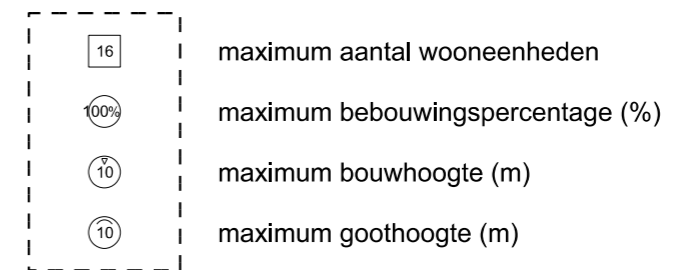 16 maximum aantal wooneenheden
100% maximum bebouwingspercentage (%)
10 maximum bouwhoogte (m)
10 maximum goothoogte (m)